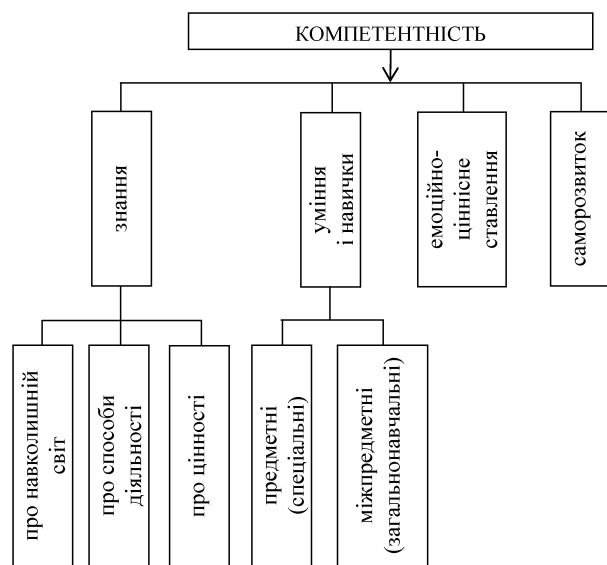 КОМПЕТЕНТНІСТЬ
знання
уміння
і навички
емоційно-
ціннісне
ставлення
саморозвиток
про навколишній
світ
про способи
діяльності
про цінності
предметні
(спеціальні)
міжпредметні
(загальнонавчальні)